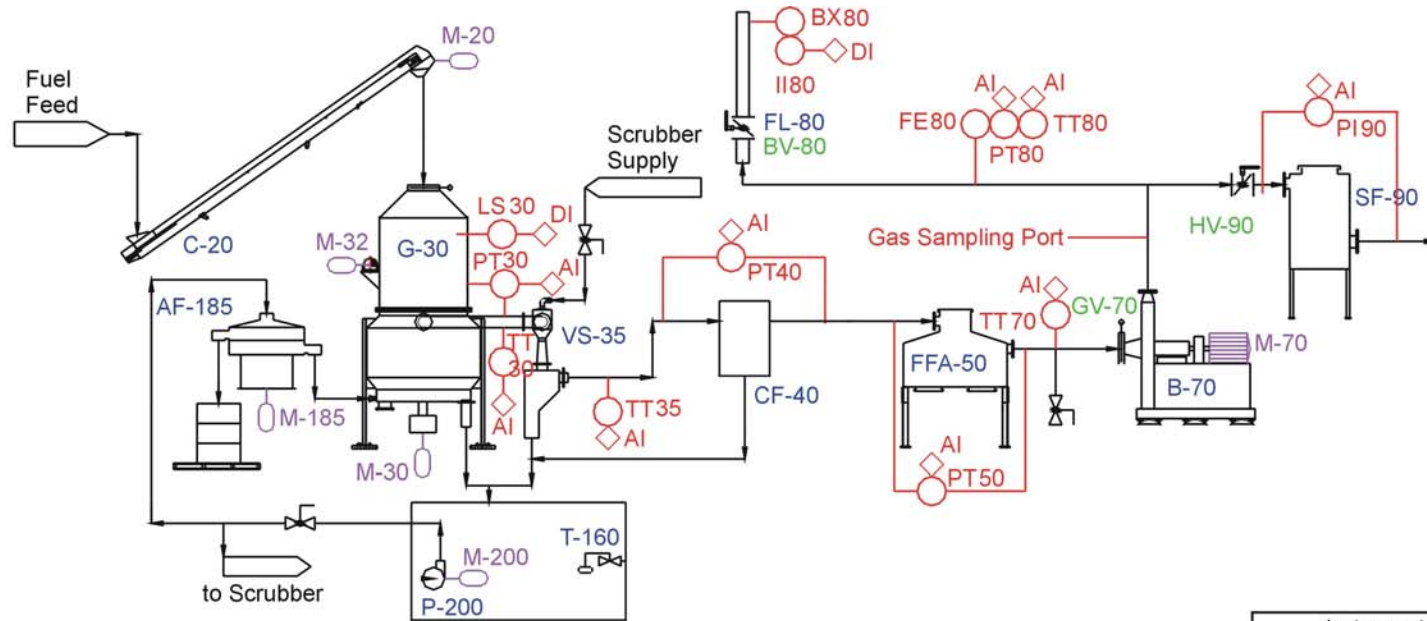 M-20
BX80
DI
II80
Fuel
Feed
AI
AI
AI
FL-80
BV-80
FE80
TT80
PT80
PI90
Scrubber
Supply
C-20
LS30
DI
M-32
G-30
HV-90
SF-90
Gas Sampling Port
PT30
AI
AI
PT40
AF-185
VS-35
AI
TT70
GV-70
M-70
TT
30
FFA-50
B-70
CF-40
M-185
TT35
AI
AI
M-30
AI
PT50
T-160
M-200
to Scrubber
P-200